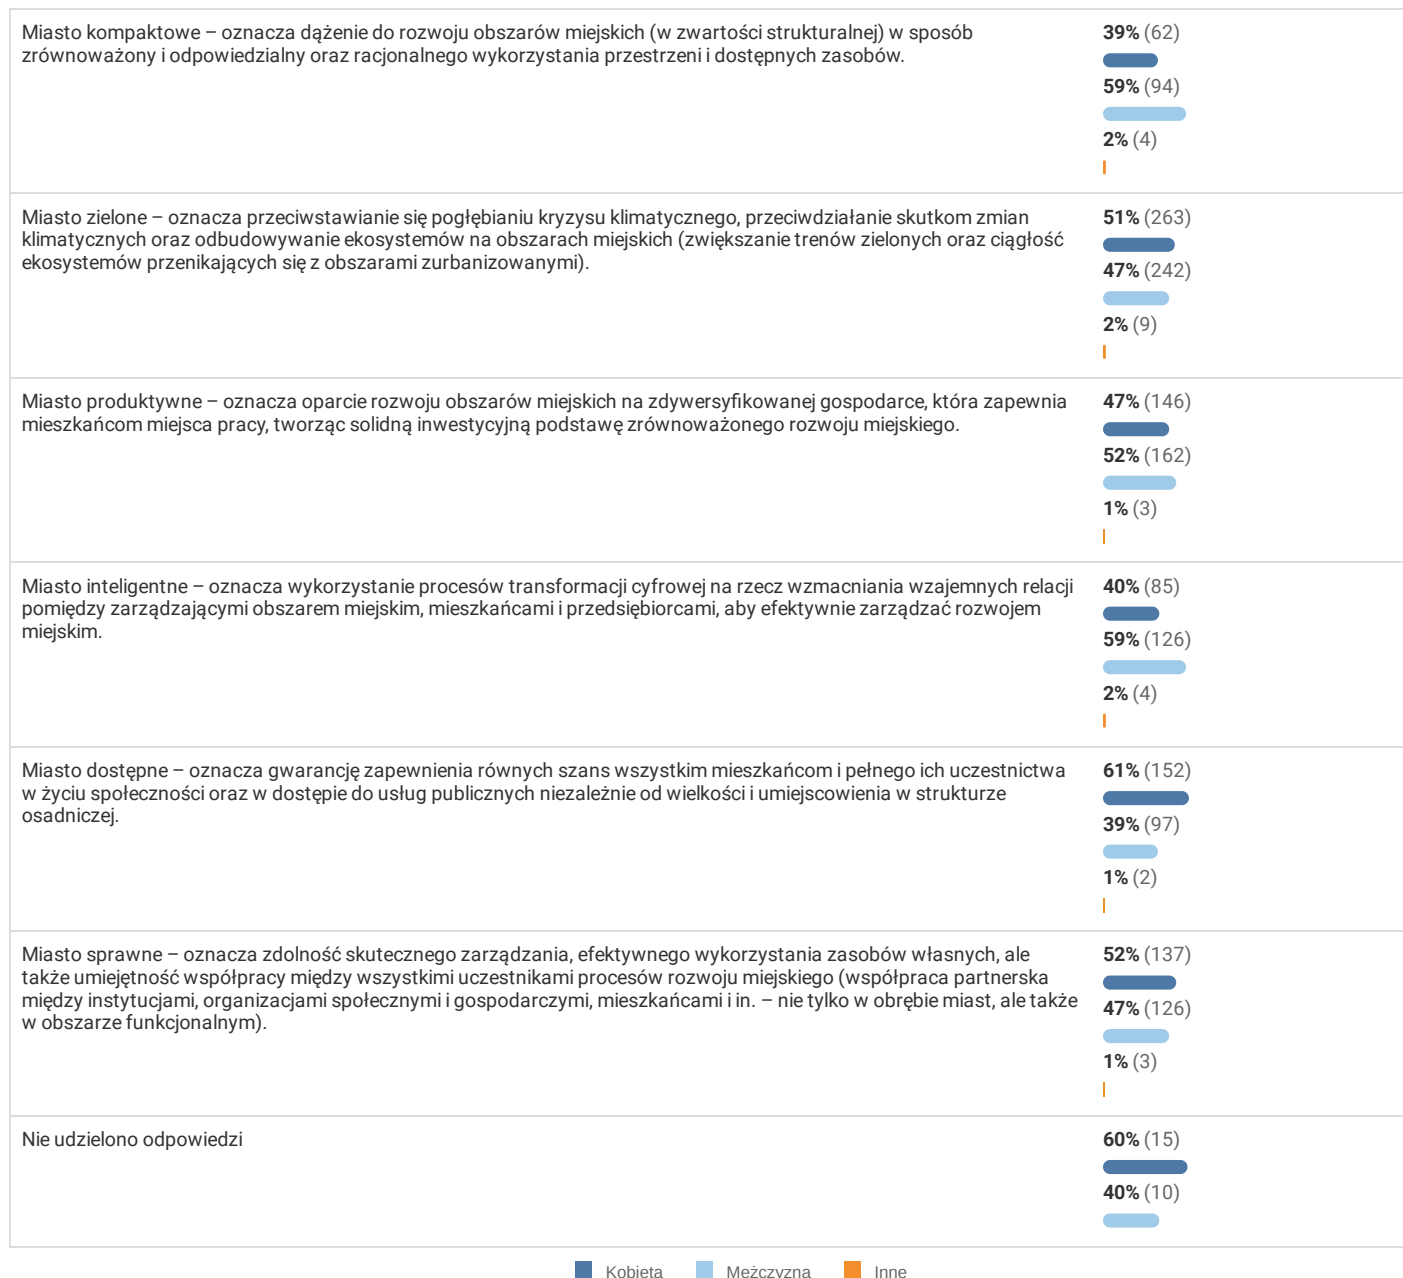 Miasto kompaktowe – oznacza dążenie do rozwoju obszarów miejskich (w zwartości strukturalnej) w sposób
zrównoważony i odpowiedzialny oraz racjonalnego wykorzystania przestrzeni i dostępnych zasobów.
39% (62)
59% (94)
2% (4)
Miasto zielone – oznacza przeciwstawianie się pogłębianiu kryzysu klimatycznego, przeciwdziałanie skutkom zmian
klimatycznych oraz odbudowywanie ekosystemów na obszarach miejskich (zwiększanie trenów zielonych oraz ciągłość
ekosystemów przenikających się z obszarami zurbanizowanymi).
51% (263)
47% (242)
2% (9)
Miasto produktywne – oznacza oparcie rozwoju obszarów miejskich na zdywersyfikowanej gospodarce, która zapewnia
mieszkańcom miejsca pracy, tworząc solidną inwestycyjną podstawę zrównoważonego rozwoju miejskiego.
47% (146)
52% (162)
1% (3)
Miasto inteligentne – oznacza wykorzystanie procesów transformacji cyfrowej na rzecz wzmacniania wzajemnych relacji
pomiędzy zarządzającymi obszarem miejskim, mieszkańcami i przedsiębiorcami, aby efektywnie zarządzać rozwojem
miejskim.
40% (85)
59% (126)
2% (4)
Miasto dostępne – oznacza gwarancję zapewnienia równych szans wszystkim mieszkańcom i pełnego ich uczestnictwa
w życiu społeczności oraz w dostępie do usług publicznych niezależnie od wielkości i umiejscowienia w strukturze
osadniczej.
61% (152)
39% (97)
1% (2)
Miasto sprawne – oznacza zdolność skutecznego zarządzania, efektywnego wykorzystania zasobów własnych, ale
także umiejętność współpracy między wszystkimi uczestnikami procesów rozwoju miejskiego (współpraca partnerska
między instytucjami, organizacjami społecznymi i gospodarczymi, mieszkańcami i in. – nie tylko w obrębie miast, ale także
w obszarze funkcjonalnym).
52% (137)
47% (126)
1% (3)
Nie udzielono odpowiedzi
60% (15)
40% (10)
Kobieta Mężczyzna Inne